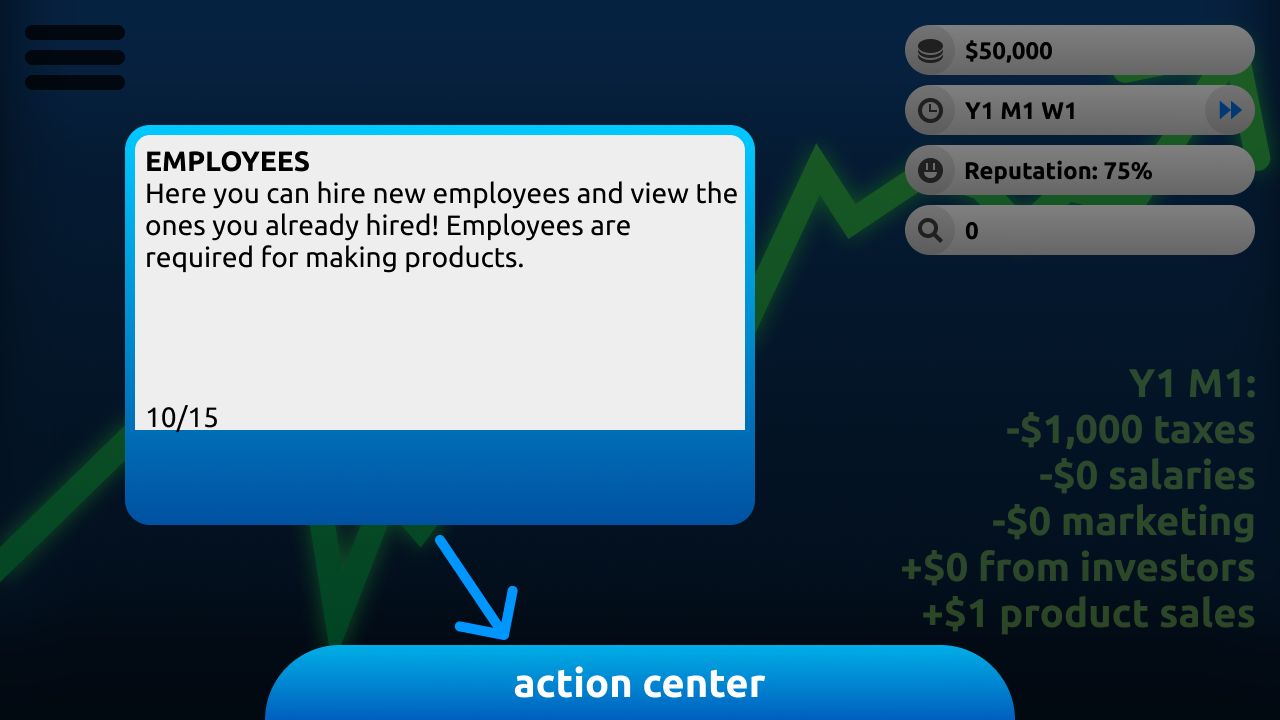 EMPLOYEES
Here you can hire new employees and view the
ones you already hired! Employees are
required for making products.
10/15
$50,000
Y1 M1 W1
Reputation: 75%
0
Y1 M1:
-$1,000 taxes
-$0 salaries
-$0 marketing
+$0 from investors
+$1 product sales
action center